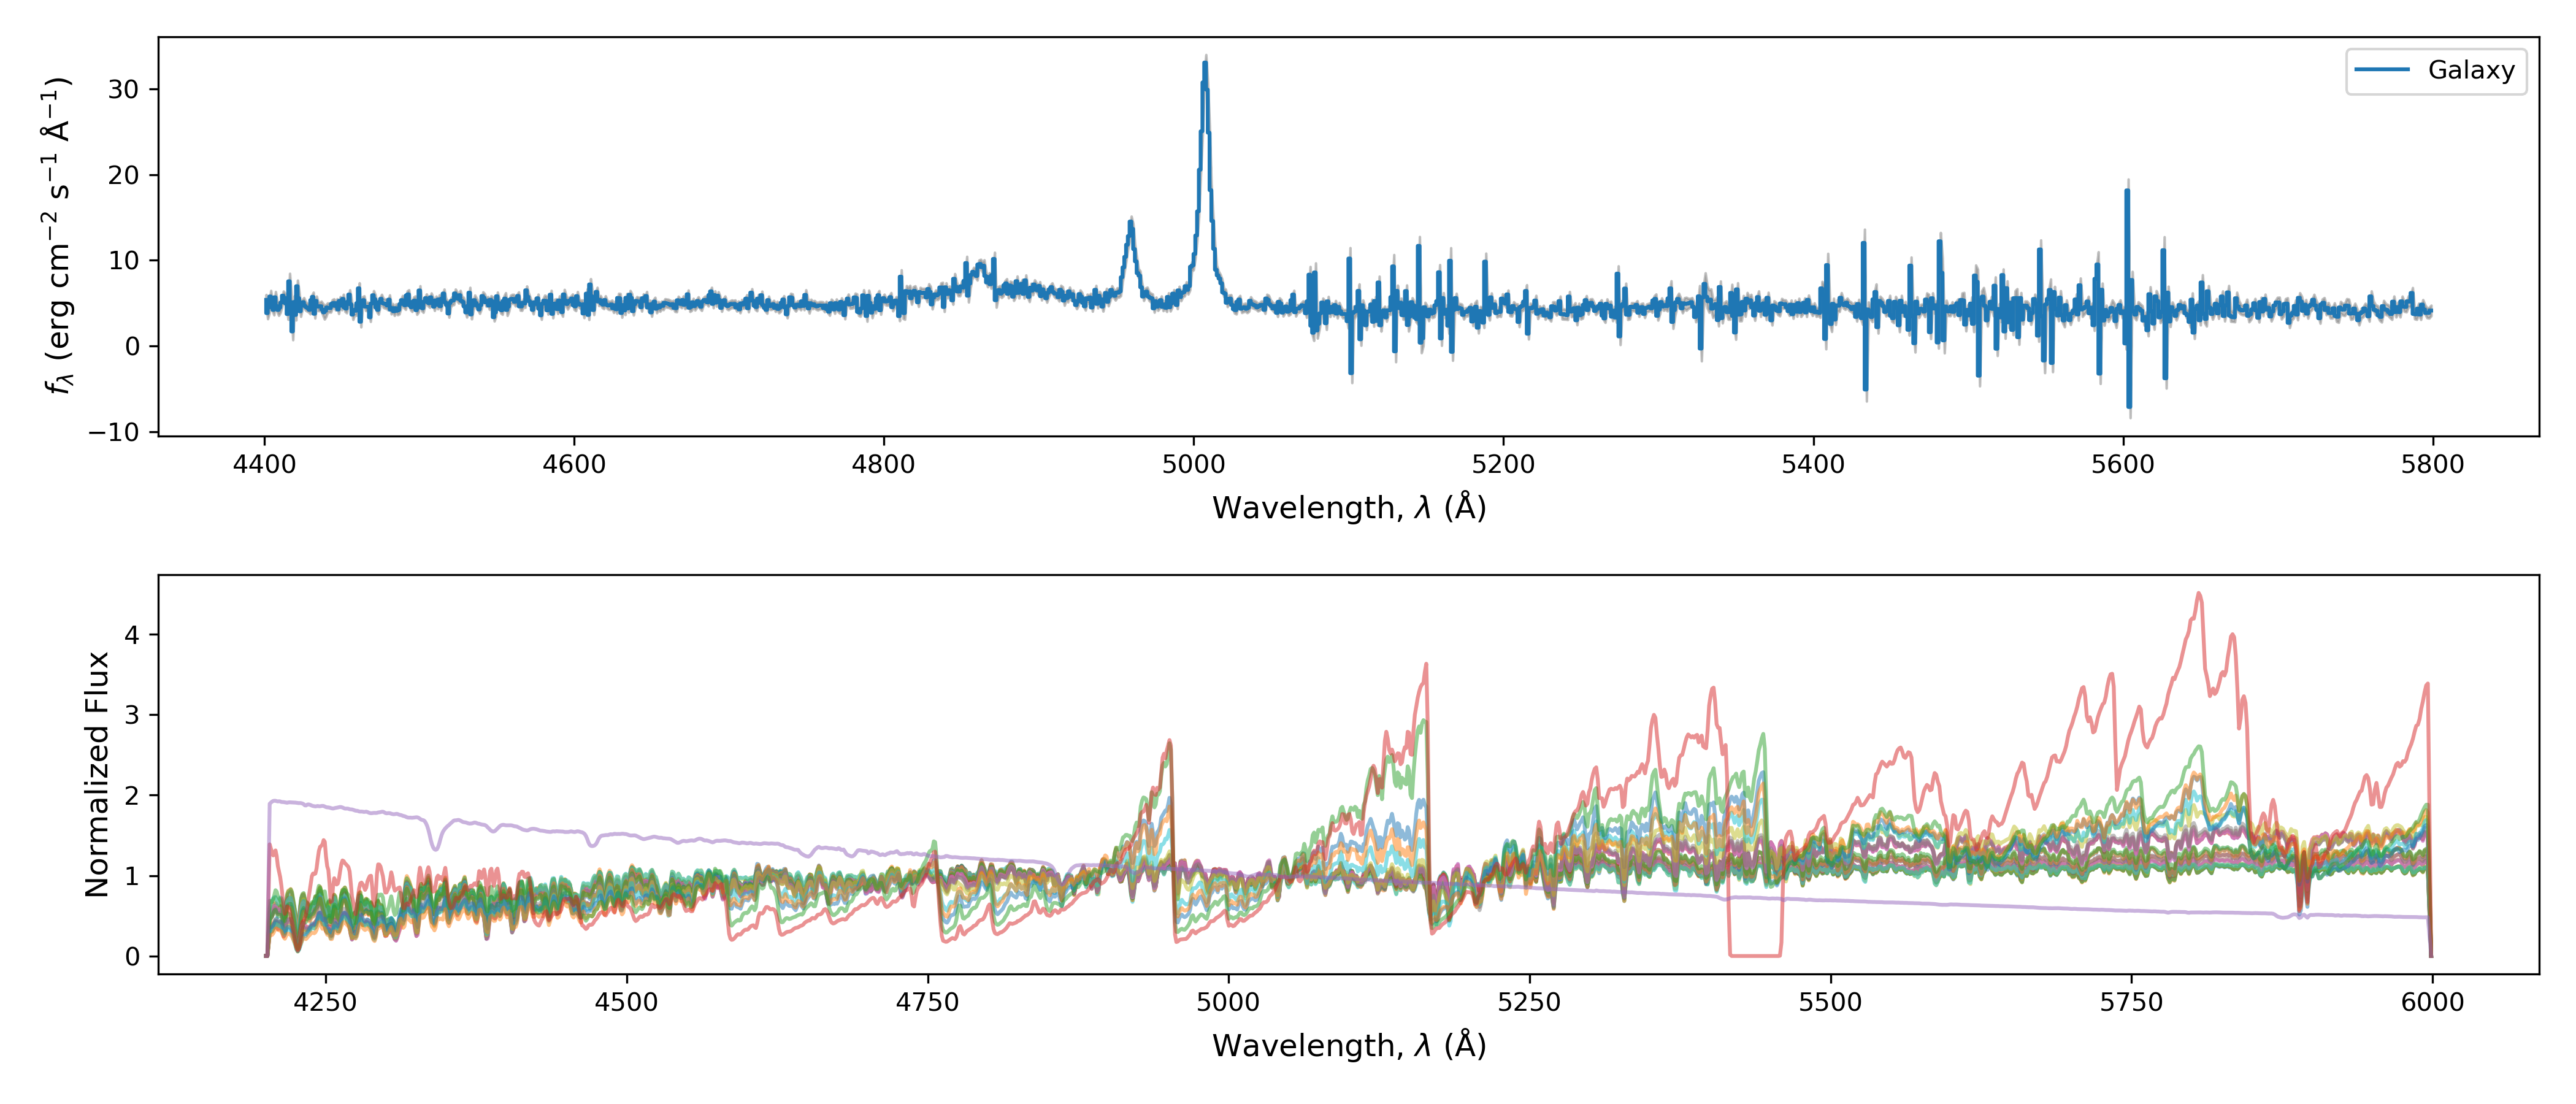 Galaxy
30
20
10
0
−10
f_λ (erg cm⁻² s⁻¹ Å⁻¹)
4400 4600 4800 5000 5200 5400 5600 5800
Wavelength, λ (Å)
4
3
2
1
0
Normalized Flux
4250 4500 4750 5000 5250 5500 5750 6000
Wavelength, λ (Å)